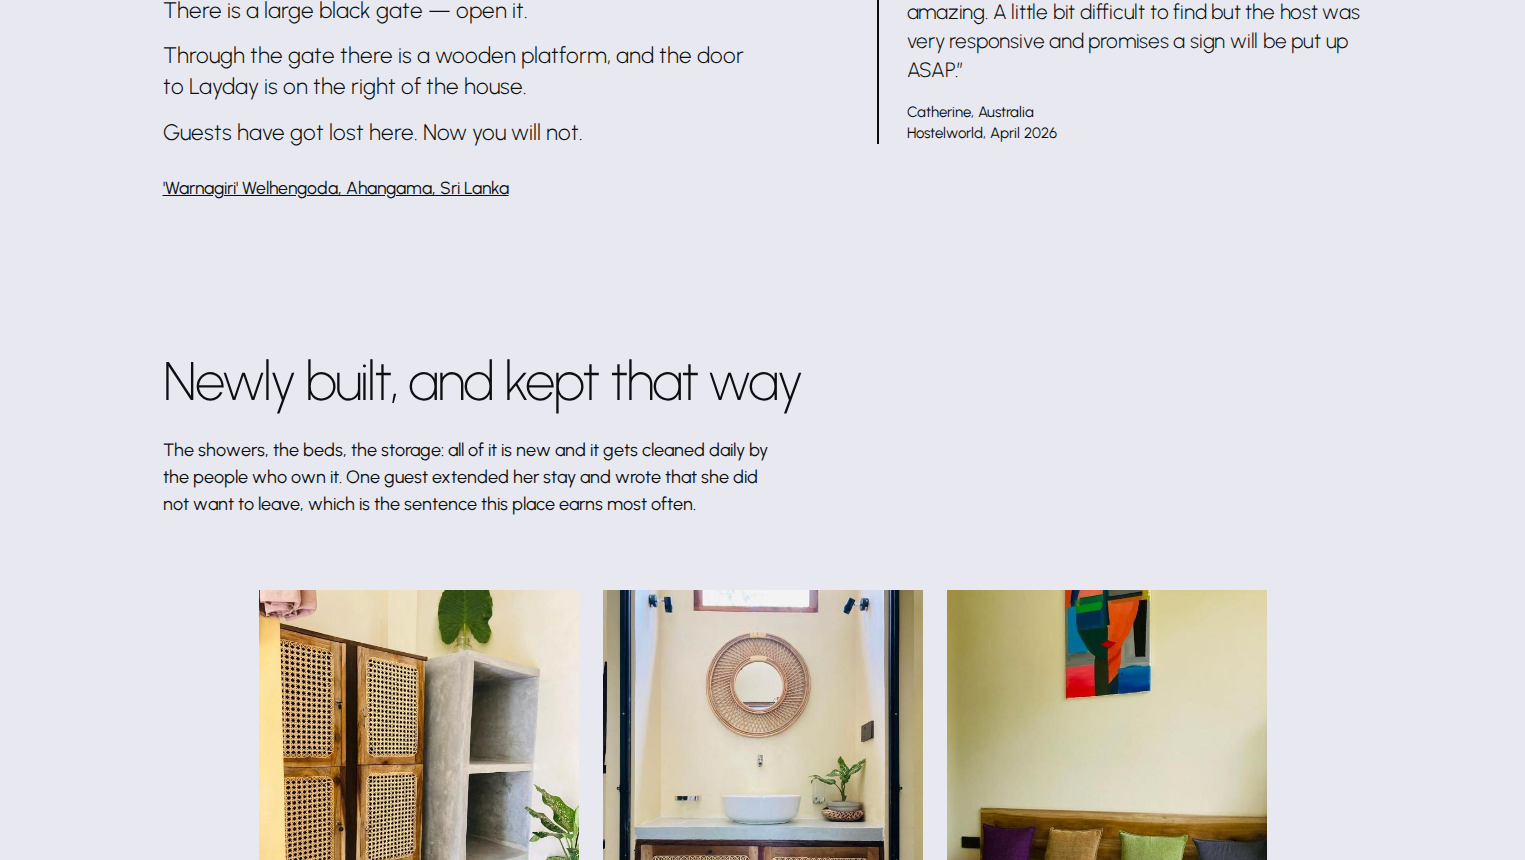 There is a large black gate — open it.
Through the gate there is a wooden platform, and the door
to Layday is on the right of the house.
Guests have got lost here. Now you will not.
'Warnagiri' Welhengoda, Ahangama, Sri Lanka
amazing. A little bit difficult to find but the host was
very responsive and promises a sign will be put up
ASAP.”
Catherine, Australia
Hostelworld, April 2026
Newly built, and kept that way
The showers, the beds, the storage: all of it is new and it gets cleaned daily by
the people who own it. One guest extended her stay and wrote that she did
not want to leave, which is the sentence this place earns most often.